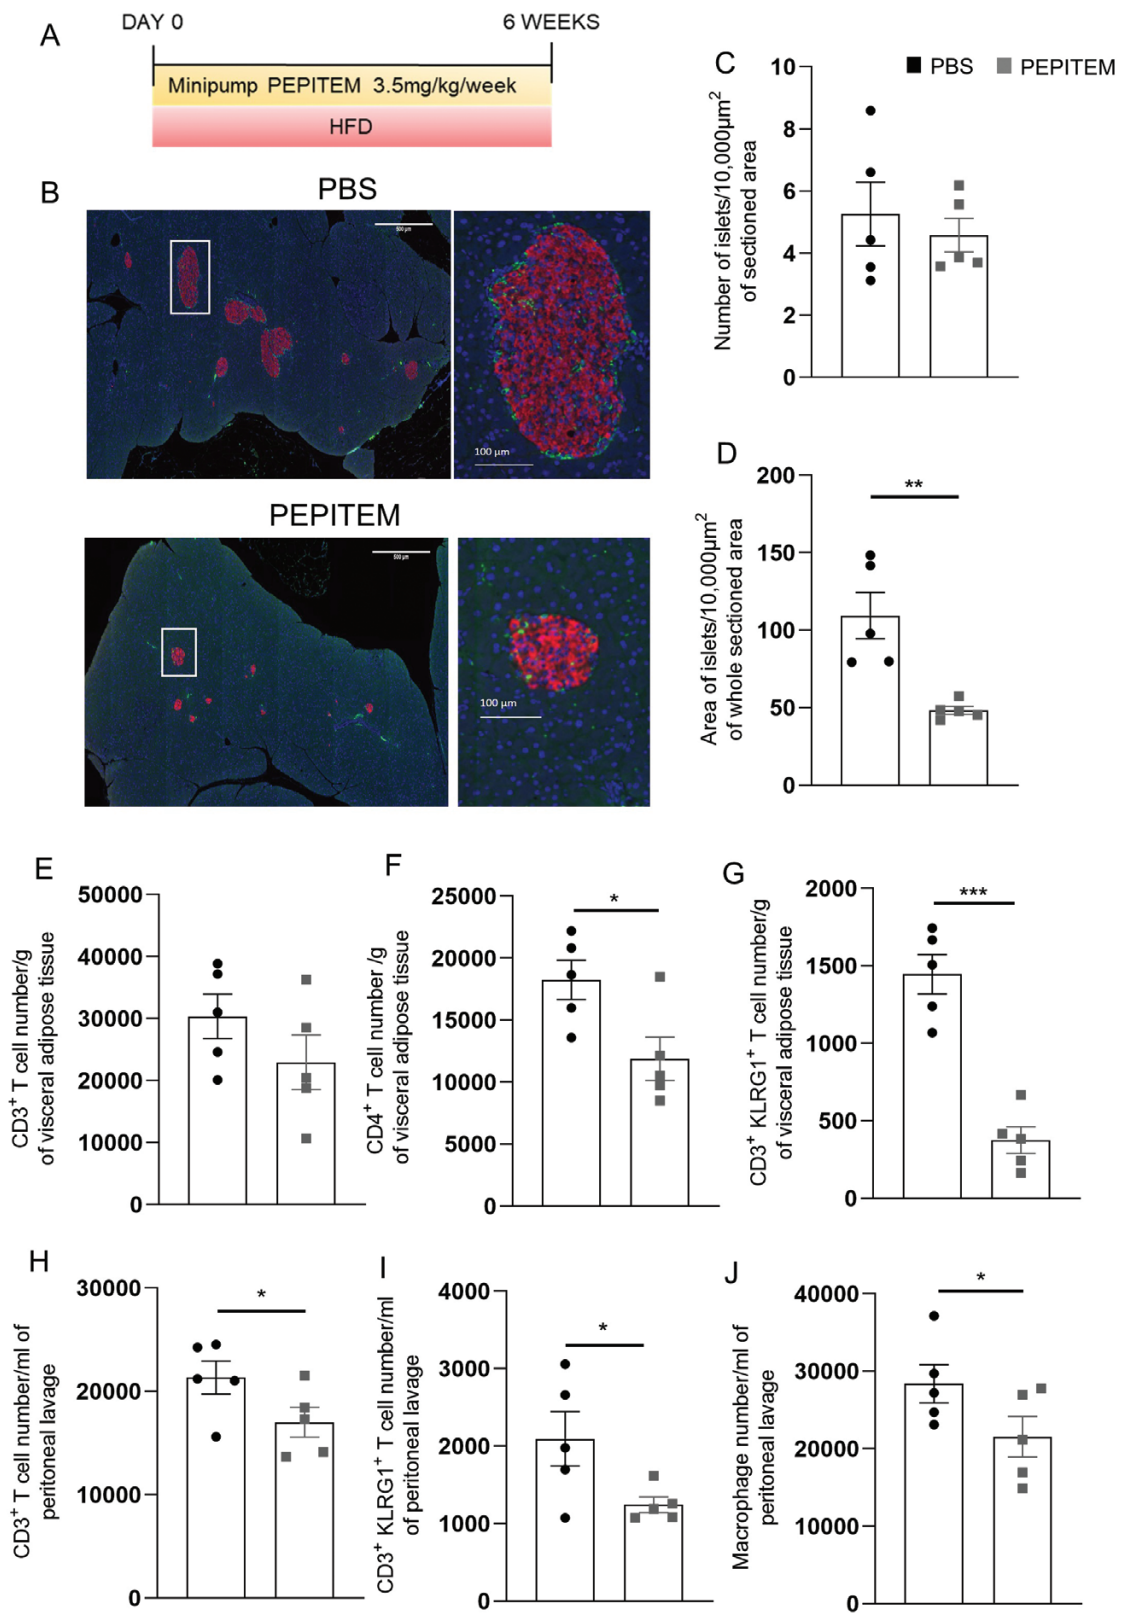 A
DAY 0
6 WEEKS
Minipump PEPITEM 3.5mg/kg/week
HFD
B
PBS
500 µm
100 µm
PEPITEM
500 µm
100 µm
C
PBS
PEPITEM
Number of islets/10,000µm²
of sectioned area
10
8
6
4
2
0
D
Area of islets/10,000µm²
of whole sectioned area
200
150
100
50
0
**
E
CD3⁺ T cell number/g
of visceral adipose tissue
50000
40000
30000
20000
10000
0
F
CD4⁺ T cell number /g
of visceral adipose tissue
25000
20000
15000
10000
5000
0
*
G
CD3⁺ KLRG1⁺ T cell number/g
of visceral adipose tissue
2000
1500
1000
500
0
***
H
CD3⁺ T cell number/ml of
peritoneal lavage
30000
20000
10000
0
*
I
CD3⁺ KLRG1⁺ T cell number/ml
of peritoneal lavage
4000
3000
2000
1000
0
*
J
Macrophage number/ml of
peritoneal lavage
40000
30000
20000
10000
0
*